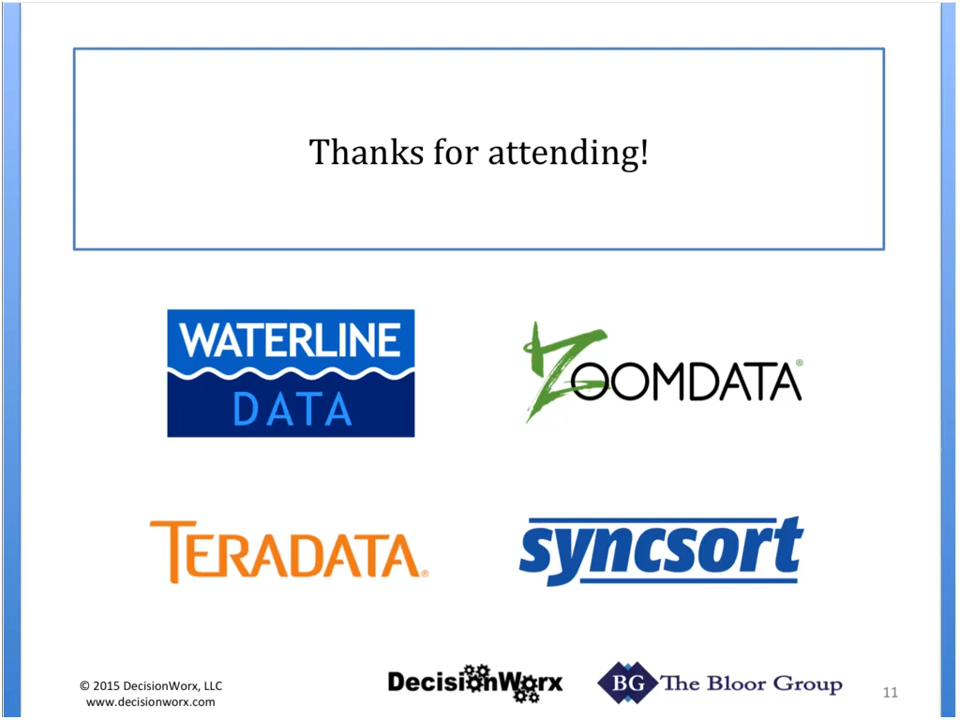 Thanks for attending!
WATERLINE
DATA
ZOOMDATA®
TERADATA®
syncsort
© 2015 DecisionWorx, LLC
www.decisionworx.com
DecisionWorx
BG The Bloor Group
11